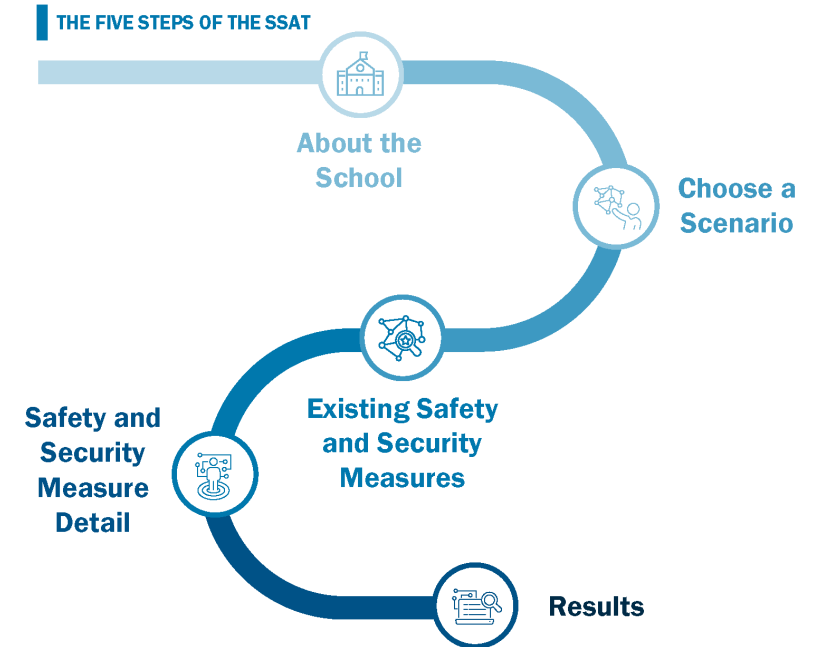 THE FIVE STEPS OF THE SSAT
About the
School
Choose a
Scenario
Existing Safety
and Security
Measures
Safety and
Security
Measure
Detail
Results